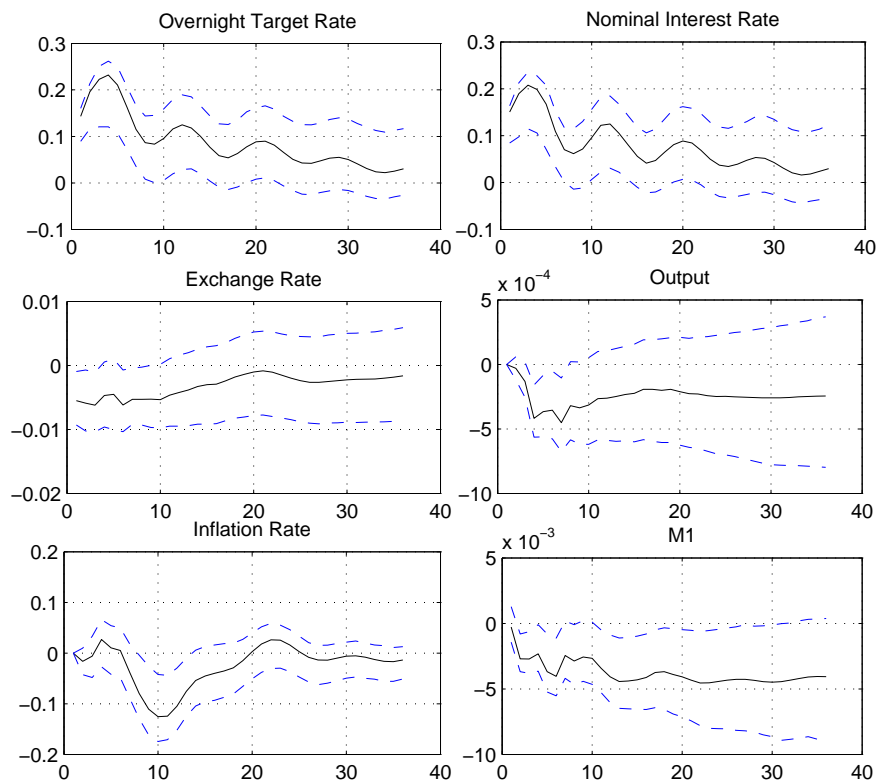 Overnight Target Rate
0.3
0.2
0.1
0
−0.1
0 10 20 30 40
Nominal Interest Rate
0.3
0.2
0.1
0
−0.1
0 10 20 30 40
Exchange Rate
0.01
0
−0.01
−0.02
0 10 20 30 40
Output
x 10⁻⁴
5
0
−5
−10
0 10 20 30 40
Inflation Rate
0.2
0.1
0
−0.1
−0.2
0 10 20 30 40
M1
x 10⁻³
5
0
−5
−10
0 10 20 30 40